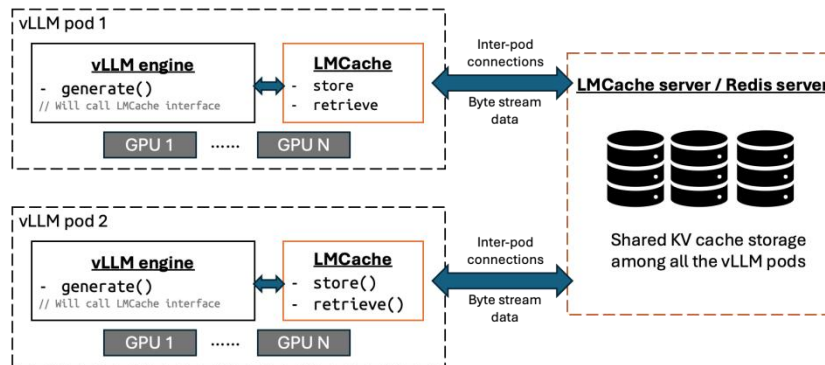 vLLM pod 1
vLLM engine
- generate()
// Will call LMCache interface
LMCache
- store
- retrieve
GPU 1 ...... GPU N
Inter-pod
connections
Byte stream
data
LMCache server / Redis server
Shared KV cache storage
among all the vLLM pods
vLLM pod 2
vLLM engine
- generate()
// Will call LMCache interface
LMCache
- store()
- retrieve()
GPU 1 ...... GPU N
Inter-pod
connections
Byte stream
data